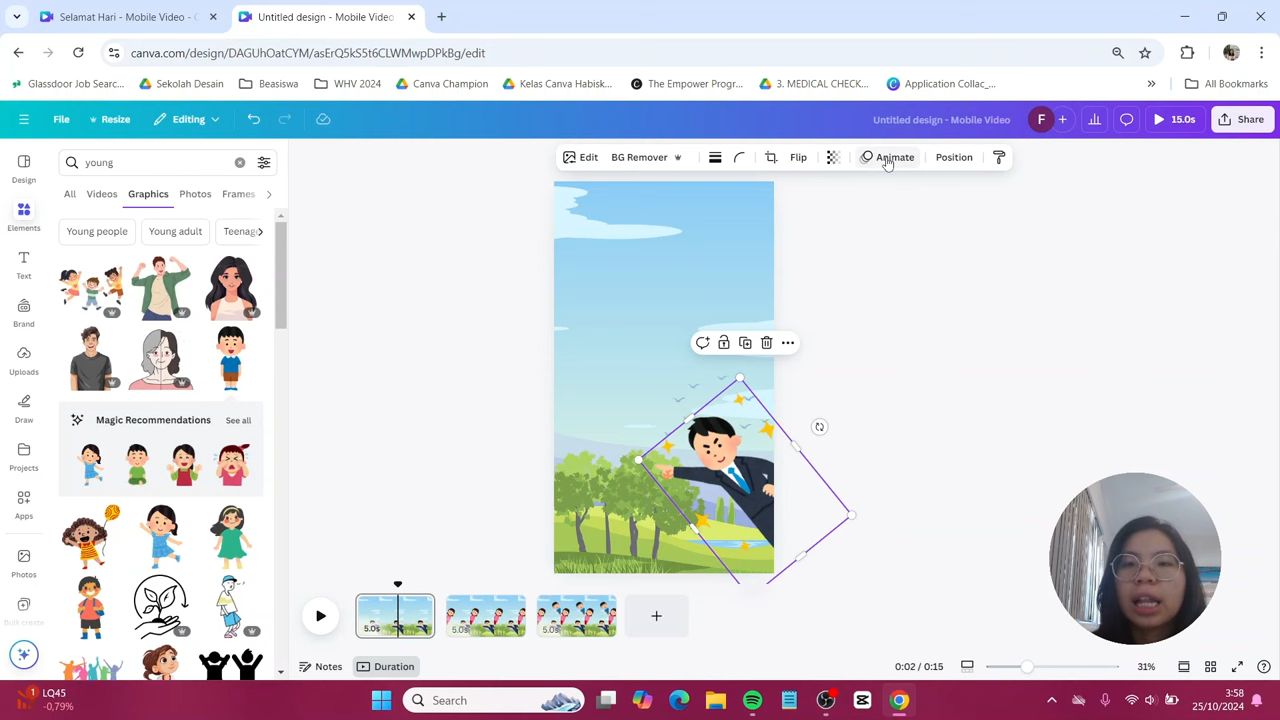 Selamat Hari - Mobile Video - C
Untitled design - Mobile Video
canva.com/design/DAGUhOatCYM/asErQ5kS5t6CLWMwpDPkBg/edit
Glassdoor Job Searc...
Sekolah Desain
Beasiswa
WHV 2024
Canva Champion
Kelas Canva Habisk...
The Empower Progr...
3. MEDICAL CHECK...
Application Collac_...
All Bookmarks
File
Resize
Editing
Untitled design - Mobile Video
F
15.0s
Share
young
Edit
BG Remover
Flip
Animate
Position
Design
All
Videos
Graphics
Photos
Frames
Elements
Young people
Young adult
Teenag
Text
Brand
Uploads
Draw
Magic Recommendations
See all
Projects
Apps
Photos
Bulk create
5.0s
5.0s
5.0s
Notes
Duration
0:02 / 0:15
31%
1
LQ45
-0,79%
Search
3:58
25/10/2024